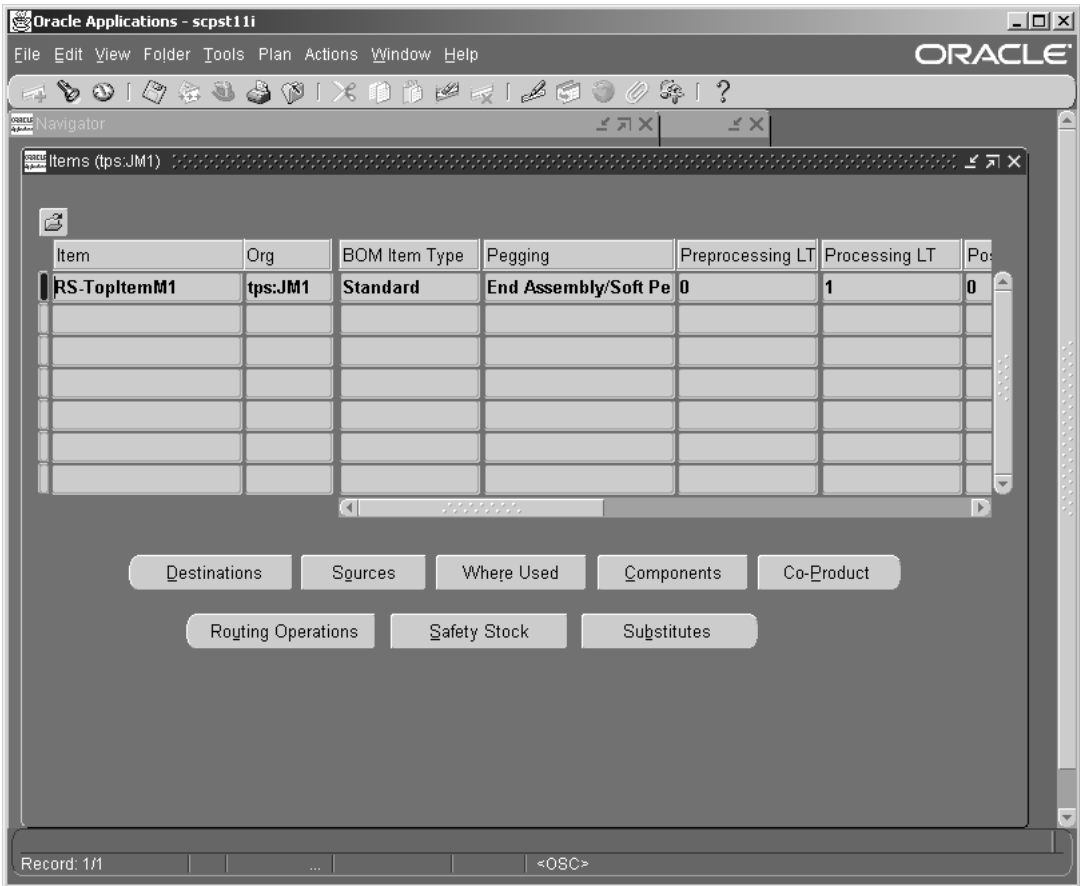 Oracle Applications - scpst11i
File Edit View Folder Tools Plan Actions Window Help
ORACLE
Navigator
Items (tps:JM1)
Item Org BOM Item Type Pegging Preprocessing LT Processing LT Pos
RS-TopItemM1 tps:JM1 Standard End Assembly/Soft Pe 0 1 0
Destinations Sources Where Used Components Co-Product
Routing Operations Safety Stock Substitutes
Record: 1/1 ... <OSC>